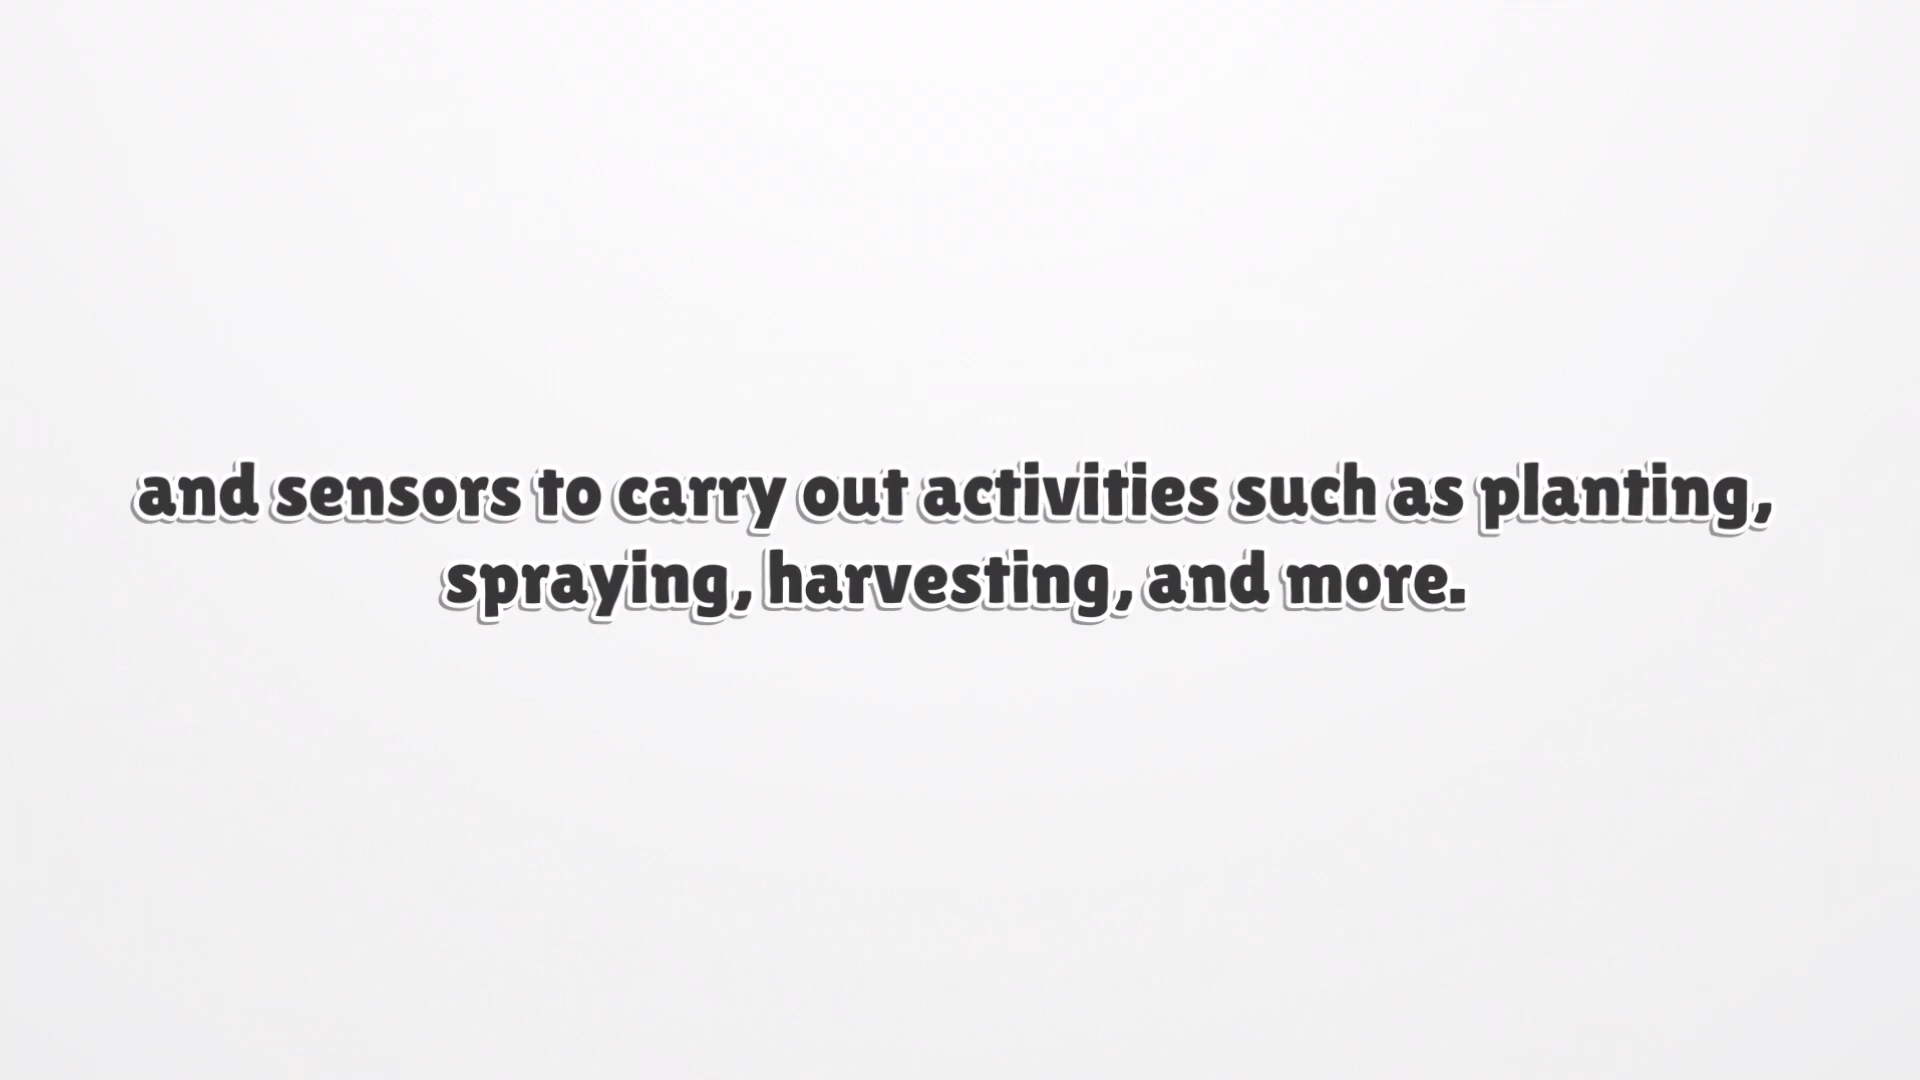 and sensors to carry out activities such as planting,
spraying, harvesting, and more.